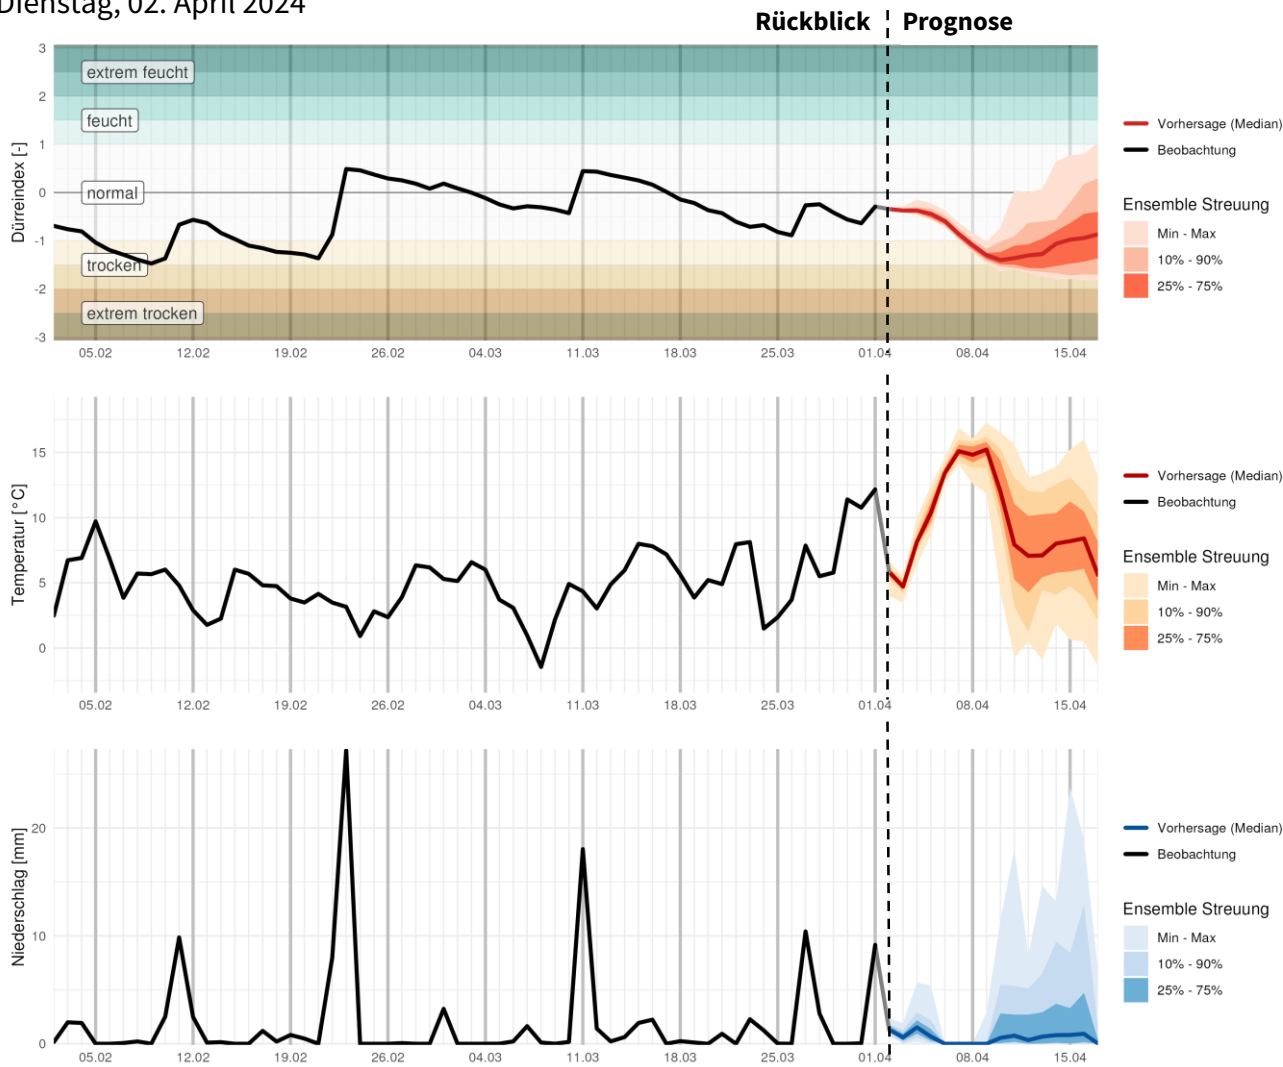 Dienstag, 02. April 2024
Rückblick Prognose
Dürreindex [-]
3
2
1
0
-1
-2
-3
extrem feucht
feucht
normal
trocken
extrem trocken
05.02 12.02 19.02 26.02 04.03 11.03 18.03 25.03 01.04 08.04 15.04
Vorhersage (Median)
Beobachtung
Ensemble Streuung
Min - Max
10% - 90%
25% - 75%
Temperatur [°C]
15
10
5
0
05.02 12.02 19.02 26.02 04.03 11.03 18.03 25.03 01.04 08.04 15.04
Vorhersage (Median)
Beobachtung
Ensemble Streuung
Min - Max
10% - 90%
25% - 75%
Niederschlag [mm]
20
10
0
05.02 12.02 19.02 26.02 04.03 11.03 18.03 25.03 01.04 08.04 15.04
Vorhersage (Median)
Beobachtung
Ensemble Streuung
Min - Max
10% - 90%
25% - 75%